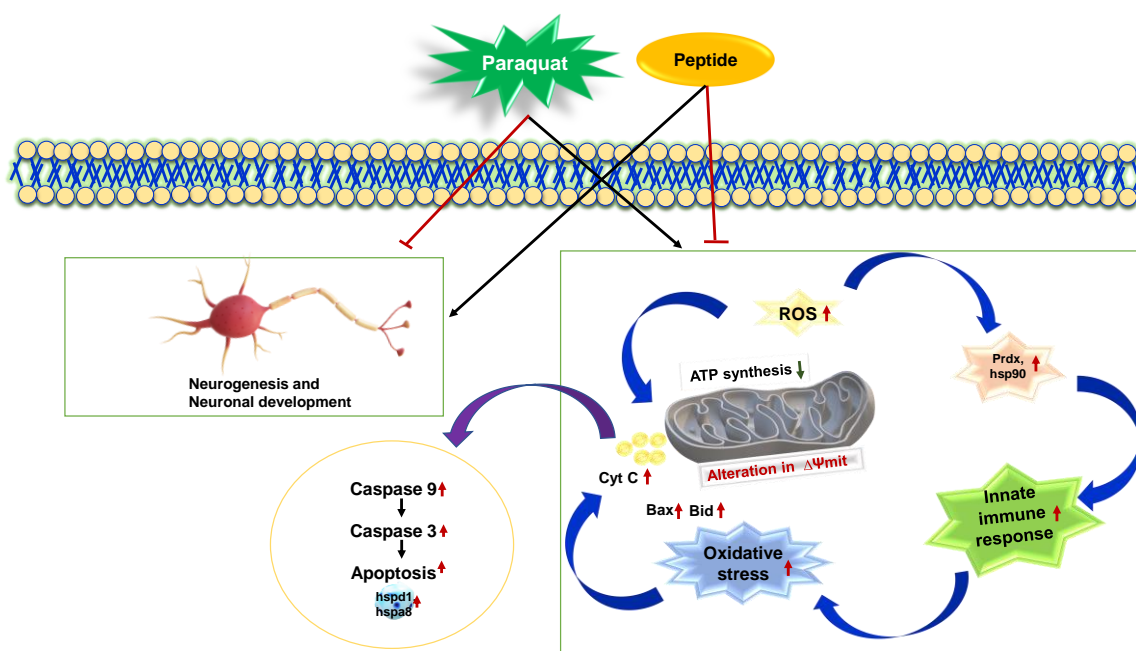 Paraquat
Peptide
ROS
Prdx,
hsp90
ATP synthesis
Neurogenesis and
Neuronal development
Alteration in ΔΨmit
Cyt C
Bax Bid
Innate
immune
response
Oxidative
stress
Caspase 9
Caspase 3
Apoptosis
hspd1
hspa8